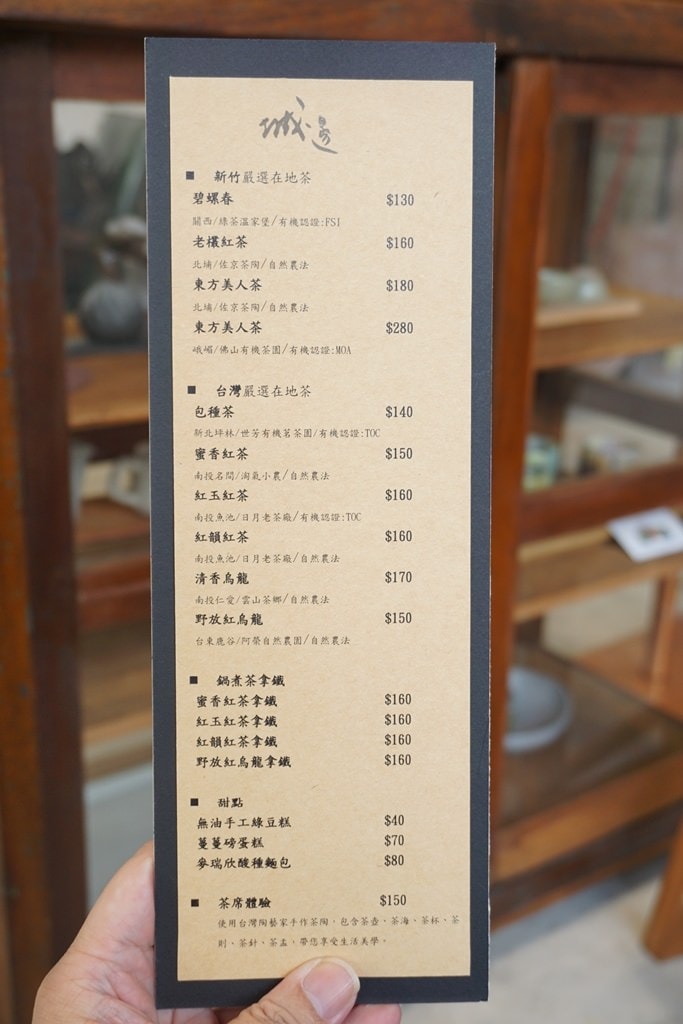 城邊
■ 新竹嚴選在地茶
碧螺春 $130
關西/綠茶溫家堡/有機認證:FSI
老欉紅茶 $160
北埔/佐京茶陶/自然農法
東方美人茶 $180
北埔/佐京茶陶/自然農法
東方美人茶 $280
峨嵋/佛山有機茶園/有機認證:MOA
■ 台灣嚴選在地茶
包種茶 $140
新北坪林/世芳有機茗茶園/有機認證:TOC
蜜香紅茶 $150
南投名間/淘氣小農/自然農法
紅玉紅茶 $160
南投魚池/日月老茶廠/有機認證:TOC
紅韻紅茶 $160
南投魚池/日月老茶廠/自然農法
清香烏龍 $170
南投仁愛/雲山茶鄉/自然農法
野放紅烏龍 $150
台東鹿谷/阿榮自然農園/自然農法
■ 鍋煮茶拿鐵
蜜香紅茶拿鐵 $160
紅玉紅茶拿鐵 $160
紅韻紅茶拿鐵 $160
野放紅烏龍拿鐵 $160
■ 甜點
無油手工綠豆糕 $40
蔓蔓磅蛋糕 $70
麥瑞欣酸種麵包 $80
■ 茶席體驗 $150
使用台灣陶藝家手作茶陶，包含茶壺、茶海、茶杯、茶
則、茶針、茶盂，帶您享受生活美學。